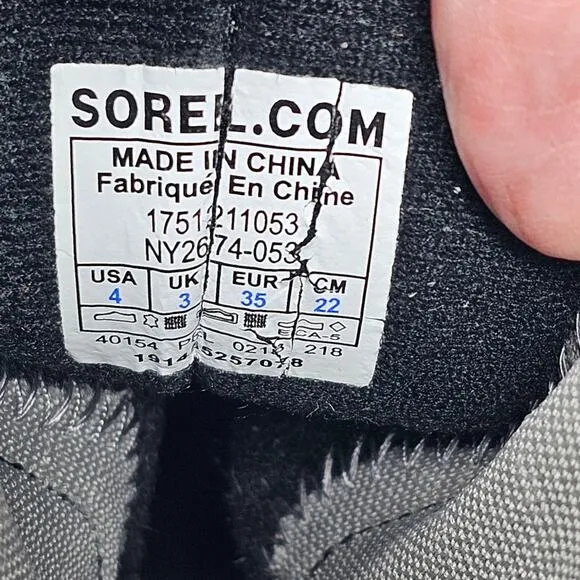 SOREL.COM
MADE IN CHINA
Fabriqué En Chine
1751211053
NY2674-053
USA UK EUR CM
4 3 35 22
40154 0218 218